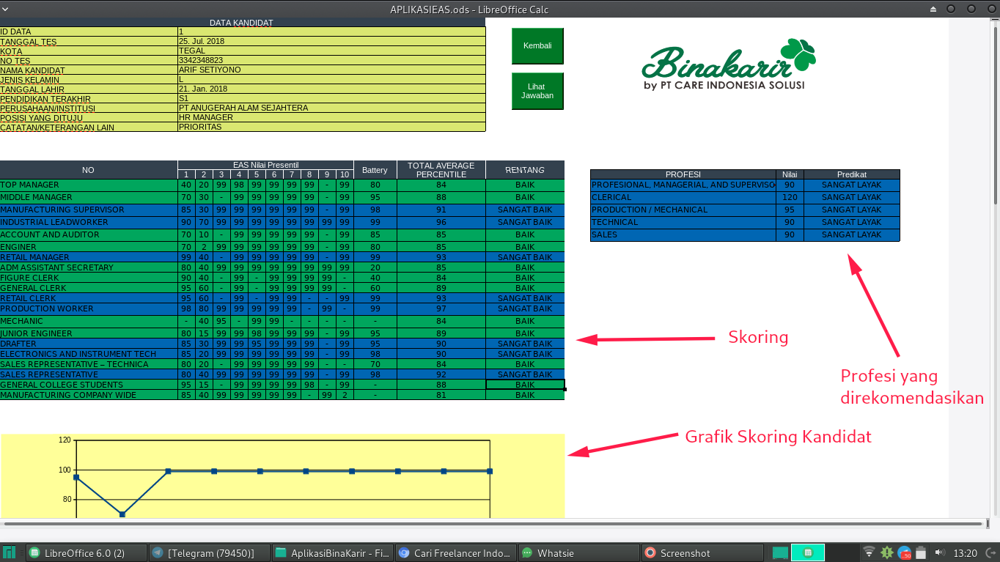 APLIKASIEAS.ods - LibreOffice Calc
DATA KANDIDAT
ID DATA 1
TANGGAL TES 25. Jul. 2018
KOTA TEGAL
NO TES 3342348823
NAMA KANDIDAT ARIF SETIYONO
JENIS KELAMIN L
TANGGAL LAHIR 21. Jan. 2018
PENDIDIKAN TERAKHIR S1
PERUSAHAAN/INSTITUSI PT ANUGERAH ALAM SEJAHTERA
POSISI YANG DITUJU HR MANAGER
CATATAN/KETERANGAN LAIN PRIORITAS
Kembali
Lihat
Jawaban
Binakarir
by PT CARE INDONESIA SOLUSI
NO EAS Nilai Presentil Battery TOTAL AVERAGE PERCENTILE RENTANG
1 2 3 4 5 6 7 8 9 10
TOP MANAGER 40 20 99 98 99 99 99 99 - 99 80 84 BAIK
MIDDLE MANAGER 70 30 - 99 99 99 99 99 - 99 95 88 BAIK
MANUFACTURING SUPERVISOR 85 30 99 99 99 99 99 99 - 99 98 91 SANGAT BAIK
INDUSTRIAL LEADWORKER 90 70 99 99 99 99 99 99 99 99 99 96 SANGAT BAIK
ACCOUNT AND AUDITOR 70 10 - 99 99 99 99 99 - 99 85 85 BAIK
ENGINER 70 2 99 99 99 99 99 99 - 99 80 85 BAIK
RETAIL MANAGER 99 40 - 99 99 99 99 99 - 99 99 93 SANGAT BAIK
ADM ASSISTANT SECRETARY 80 40 99 99 99 99 99 99 99 99 20 85 BAIK
FIGURE CLERK 90 40 - 99 - 99 99 99 99 - 40 84 BAIK
GENERAL CLERK 95 60 - 99 - 99 99 99 99 - 60 89 BAIK
RETAIL CLERK 95 60 - 99 - 99 99 - - 99 99 93 SANGAT BAIK
PRODUCTION WORKER 98 80 99 99 99 99 99 - 99 - 99 97 SANGAT BAIK
MECHANIC - 40 95 - 99 99 - - - - - 84 BAIK
JUNIOR ENGINEER 80 15 99 99 98 99 99 99 - 99 95 89 BAIK
DRAFTER 85 30 99 99 95 99 99 99 - 99 95 90 SANGAT BAIK
ELECTRONICS AND INSTRUMENT TECH 85 20 99 99 99 99 99 99 - 99 98 90 SANGAT BAIK
SALES REPRESENTATIVE – TECHNICA 80 20 - 99 99 99 99 99 - 99 70 84 BAIK
SALES REPRESENTATIVE 80 40 99 99 99 99 99 99 - 99 98 92 SANGAT BAIK
GENERAL COLLEGE STUDENTS 95 15 - 99 99 99 99 98 - 99 - 88 BAIK
MANUFACTURING COMPANY WIDE 85 40 99 99 99 99 99 - 99 2 - 81 BAIK
PROFESI Nilai Predikat
PROFESIONAL, MANAGERIAL, AND SUPERVISO 90 SANGAT LAYAK
CLERICAL 120 SANGAT LAYAK
PRODUCTION / MECHANICAL 95 SANGAT LAYAK
TECHNICAL 90 SANGAT LAYAK
SALES 90 SANGAT LAYAK
Skoring
Profesi yang
direkomendasikan
Grafik Skoring Kandidat
120
100
80
LibreOffice 6.0 (2) [Telegram (79450)] AplikasiBinaKarir - Fi... Cari Freelancer Indo... Whatsie Screenshot 50 13:20